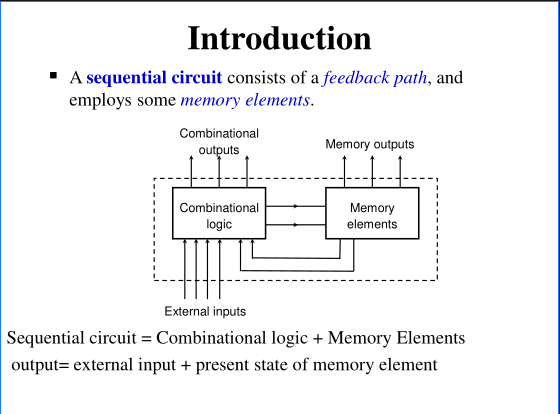 Introduction
▪ A sequential circuit consists of a feedback path, and
employs some memory elements.
Combinational
outputs
Memory outputs
Combinational
logic
Memory
elements
External inputs
Sequential circuit = Combinational logic + Memory Elements
output= external input + present state of memory element